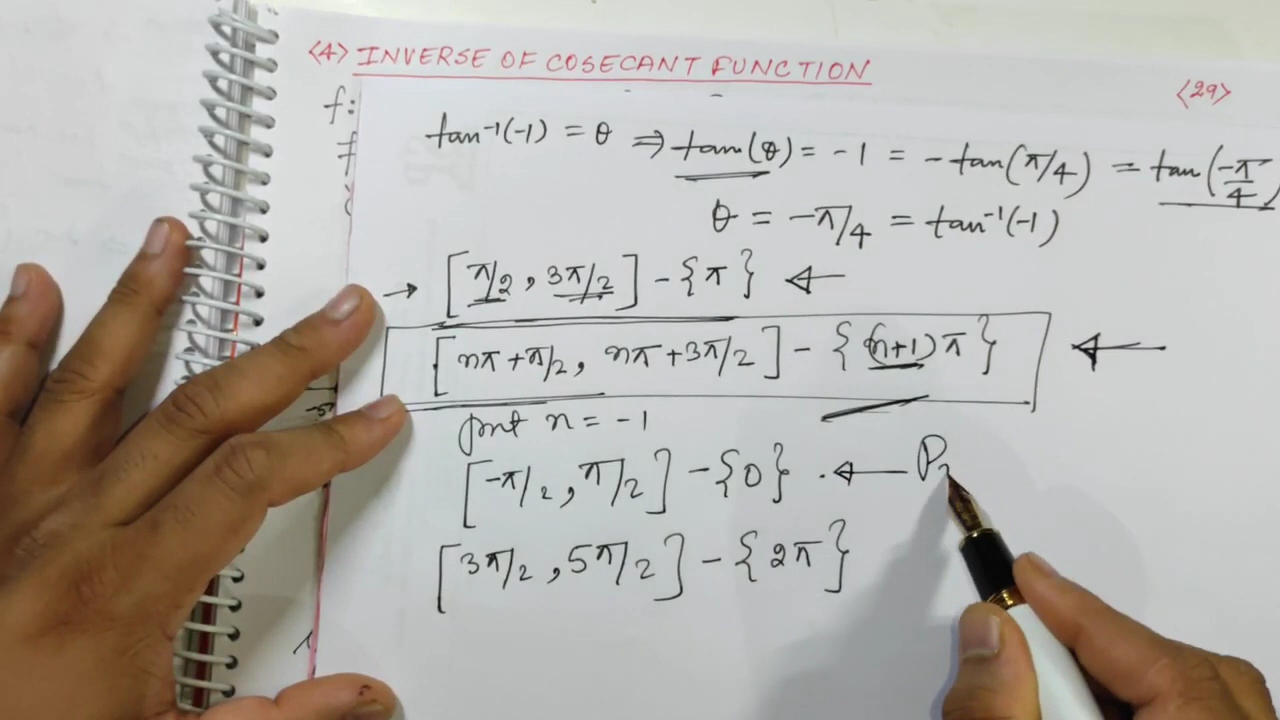 <4> INVERSE OF COSECANT FUNCTION
<29>
f:
f
tan⁻¹(-1) = θ ⇒ tan(θ) = -1 = -tan(π/4) = tan(-π/4)
θ = -π/4 = tan⁻¹(-1)
→ [π/2, 3π/2] - {π} ←
[nπ+π/2, nπ+3π/2] - {(n+1)π} ←
put n = -1
[-π/2, π/2] - {0} . ← P
[3π/2, 5π/2] - {2π}